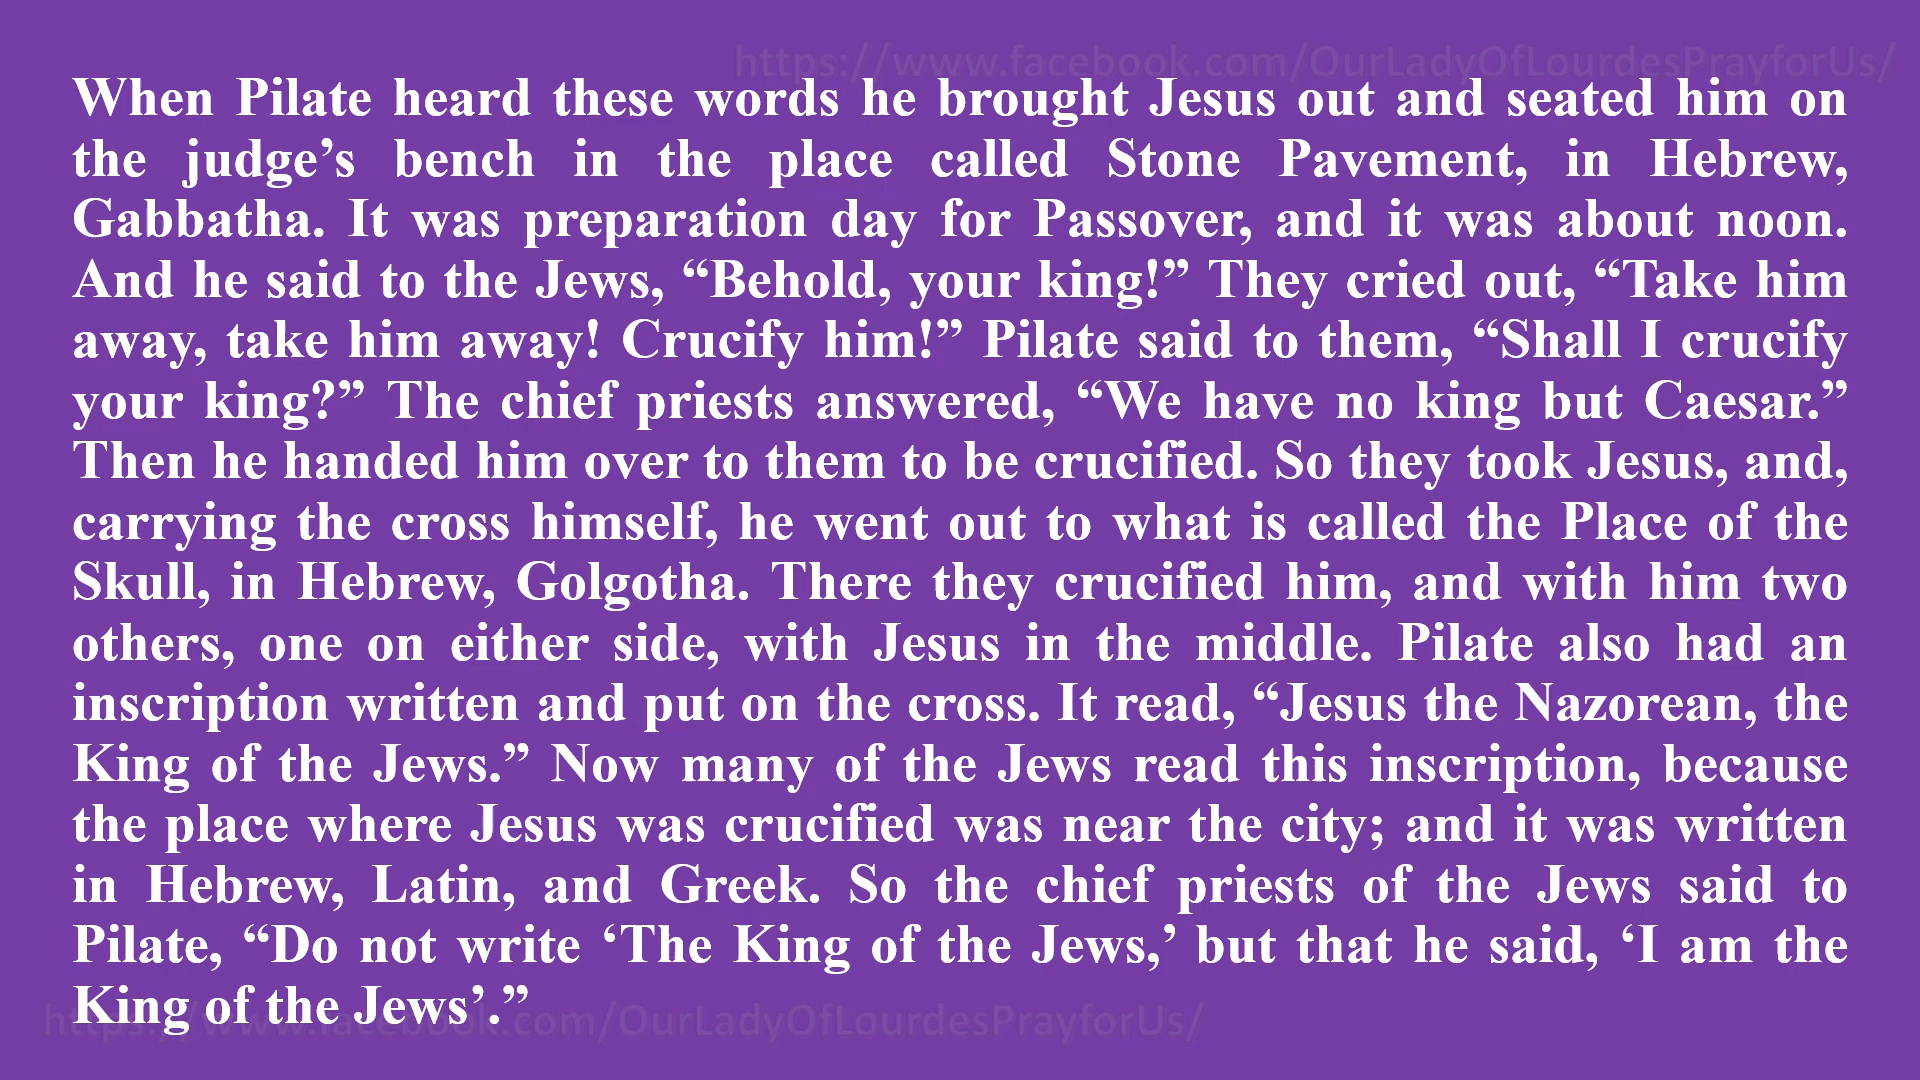 https://www.facebook.com/OurLadyOfLourdesPrayforUs/
When Pilate heard these words he brought Jesus out and seated him on
the judge’s bench in the place called Stone Pavement, in Hebrew,
Gabbatha. It was preparation day for Passover, and it was about noon.
And he said to the Jews, “Behold, your king!” They cried out, “Take him
away, take him away! Crucify him!” Pilate said to them, “Shall I crucify
your king?” The chief priests answered, “We have no king but Caesar.”
Then he handed him over to them to be crucified. So they took Jesus, and,
carrying the cross himself, he went out to what is called the Place of the
Skull, in Hebrew, Golgotha. There they crucified him, and with him two
others, one on either side, with Jesus in the middle. Pilate also had an
inscription written and put on the cross. It read, “Jesus the Nazorean, the
King of the Jews.” Now many of the Jews read this inscription, because
the place where Jesus was crucified was near the city; and it was written
in Hebrew, Latin, and Greek. So the chief priests of the Jews said to
Pilate, “Do not write ‘The King of the Jews,’ but that he said, ‘I am the
King of the Jews’.”
https://www.facebook.com/OurLadyOfLourdesPrayforUs/